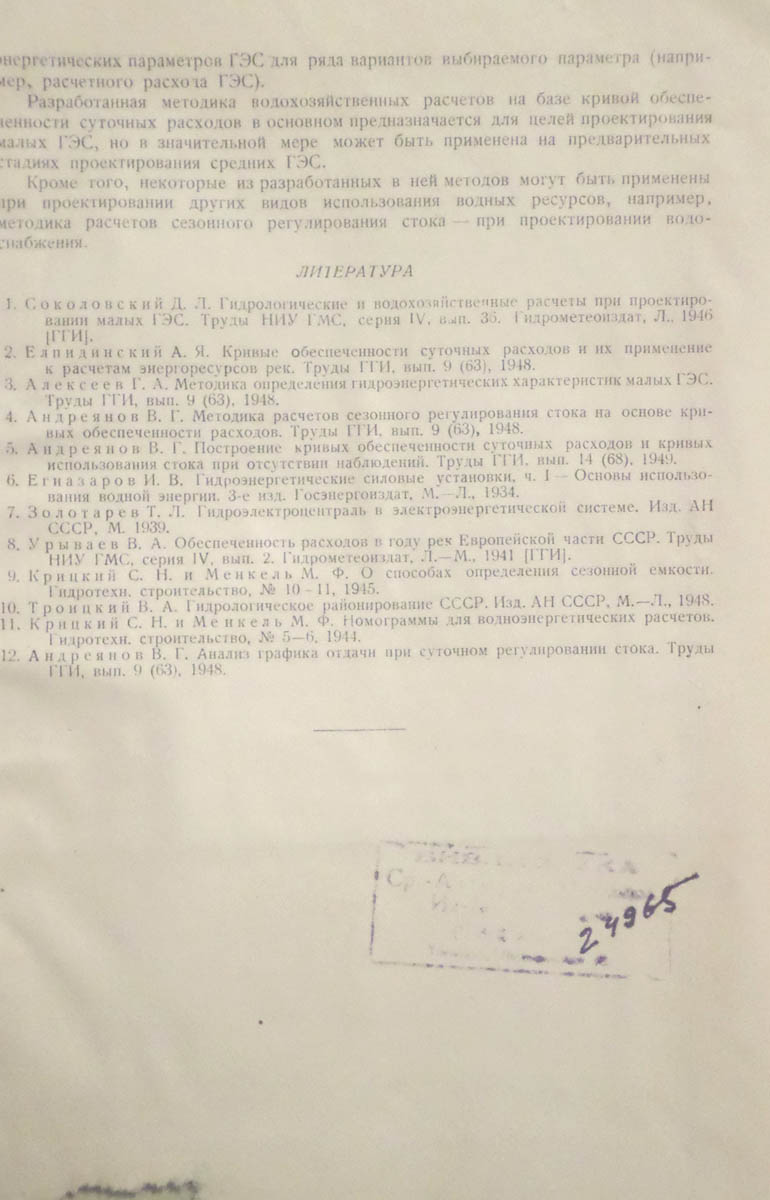 энергетических параметров ГЭС для ряда вариантов выбираемого параметра (напри-
мер, расчетного расхода ГЭС).
Разработанная методика водохозяйственных расчетов на базе кривой обеспе-
ченности суточных расходов в основном предназначается для целей проектирования
малых ГЭС, но в значительной мере может быть применена на предварительных
стадиях проектирования средних ГЭС.
Кроме того, некоторые из разработанных в ней методов могут быть применены
при проектировании других видов использования водных ресурсов, например,
методика расчетов сезонного регулирования стока — при проектировании водо-
снабжения.
ЛИТЕРАТУРА
1. Соколовский Д. Л. Гидрологические и водохозяйственные расчеты при проектиро-
вании малых ГЭС. Труды НИУ ГМС, серия IV, вып. 36. Гидрометеоиздат, Л., 1946
[ГГИ].
2. Елпидинский А. Я. Кривые обеспеченности суточных расходов и их применение
к расчетам энергоресурсов рек. Труды ГГИ, вып. 9 (63), 1948.
3. Алексеев Г. А. Методика определения гидроэнергетических характеристик малых ГЭС.
Труды ГГИ, вып. 9 (63), 1948.
4. Андреянов В. Г. Методика расчетов сезонного регулирования стока на основе кри-
вых обеспеченности расходов. Труды ГГИ, вып. 9 (63), 1948.
5. Андреянов В. Г. Построение кривых обеспеченности суточных расходов и кривых
использования стока при отсутствии наблюдений. Труды ГГИ, вып. 14 (68), 1949.
6. Егиазаров И. В. Гидроэнергетические силовые установки, ч. I — Основы использо-
вания водной энергии. 3-е изд. Госэнергоиздат, М.—Л., 1934.
7. Золотарев Т. Л. Гидроэлектроцентраль в электроэнергетической системе. Изд. АН
СССР, М. 1939.
8. Урываев В. А. Обеспеченность расходов в году рек Европейской части СССР. Труды
НИУ ГМС, серия IV, вып. 2. Гидрометеоиздат, Л.—М., 1941 [ГГИ].
9. Крицкий С. Н. и Менкель М. Ф. О способах определения сезонной емкости.
Гидротехн. строительство, № 10-11, 1945.
10. Троицкий В. А. Гидрологическое районирование СССР. Изд. АН СССР, М.—Л., 1948.
11. Крицкий С. Н. и Менкель М. Ф. Номограммы для водноэнергетических расчетов.
Гидротехн. строительство, № 5—6, 1944.
12. Андреянов В. Г. Анализ графика отдачи при суточном регулировании стока. Труды
ГГИ, вып. 9 (63), 1948.
24965